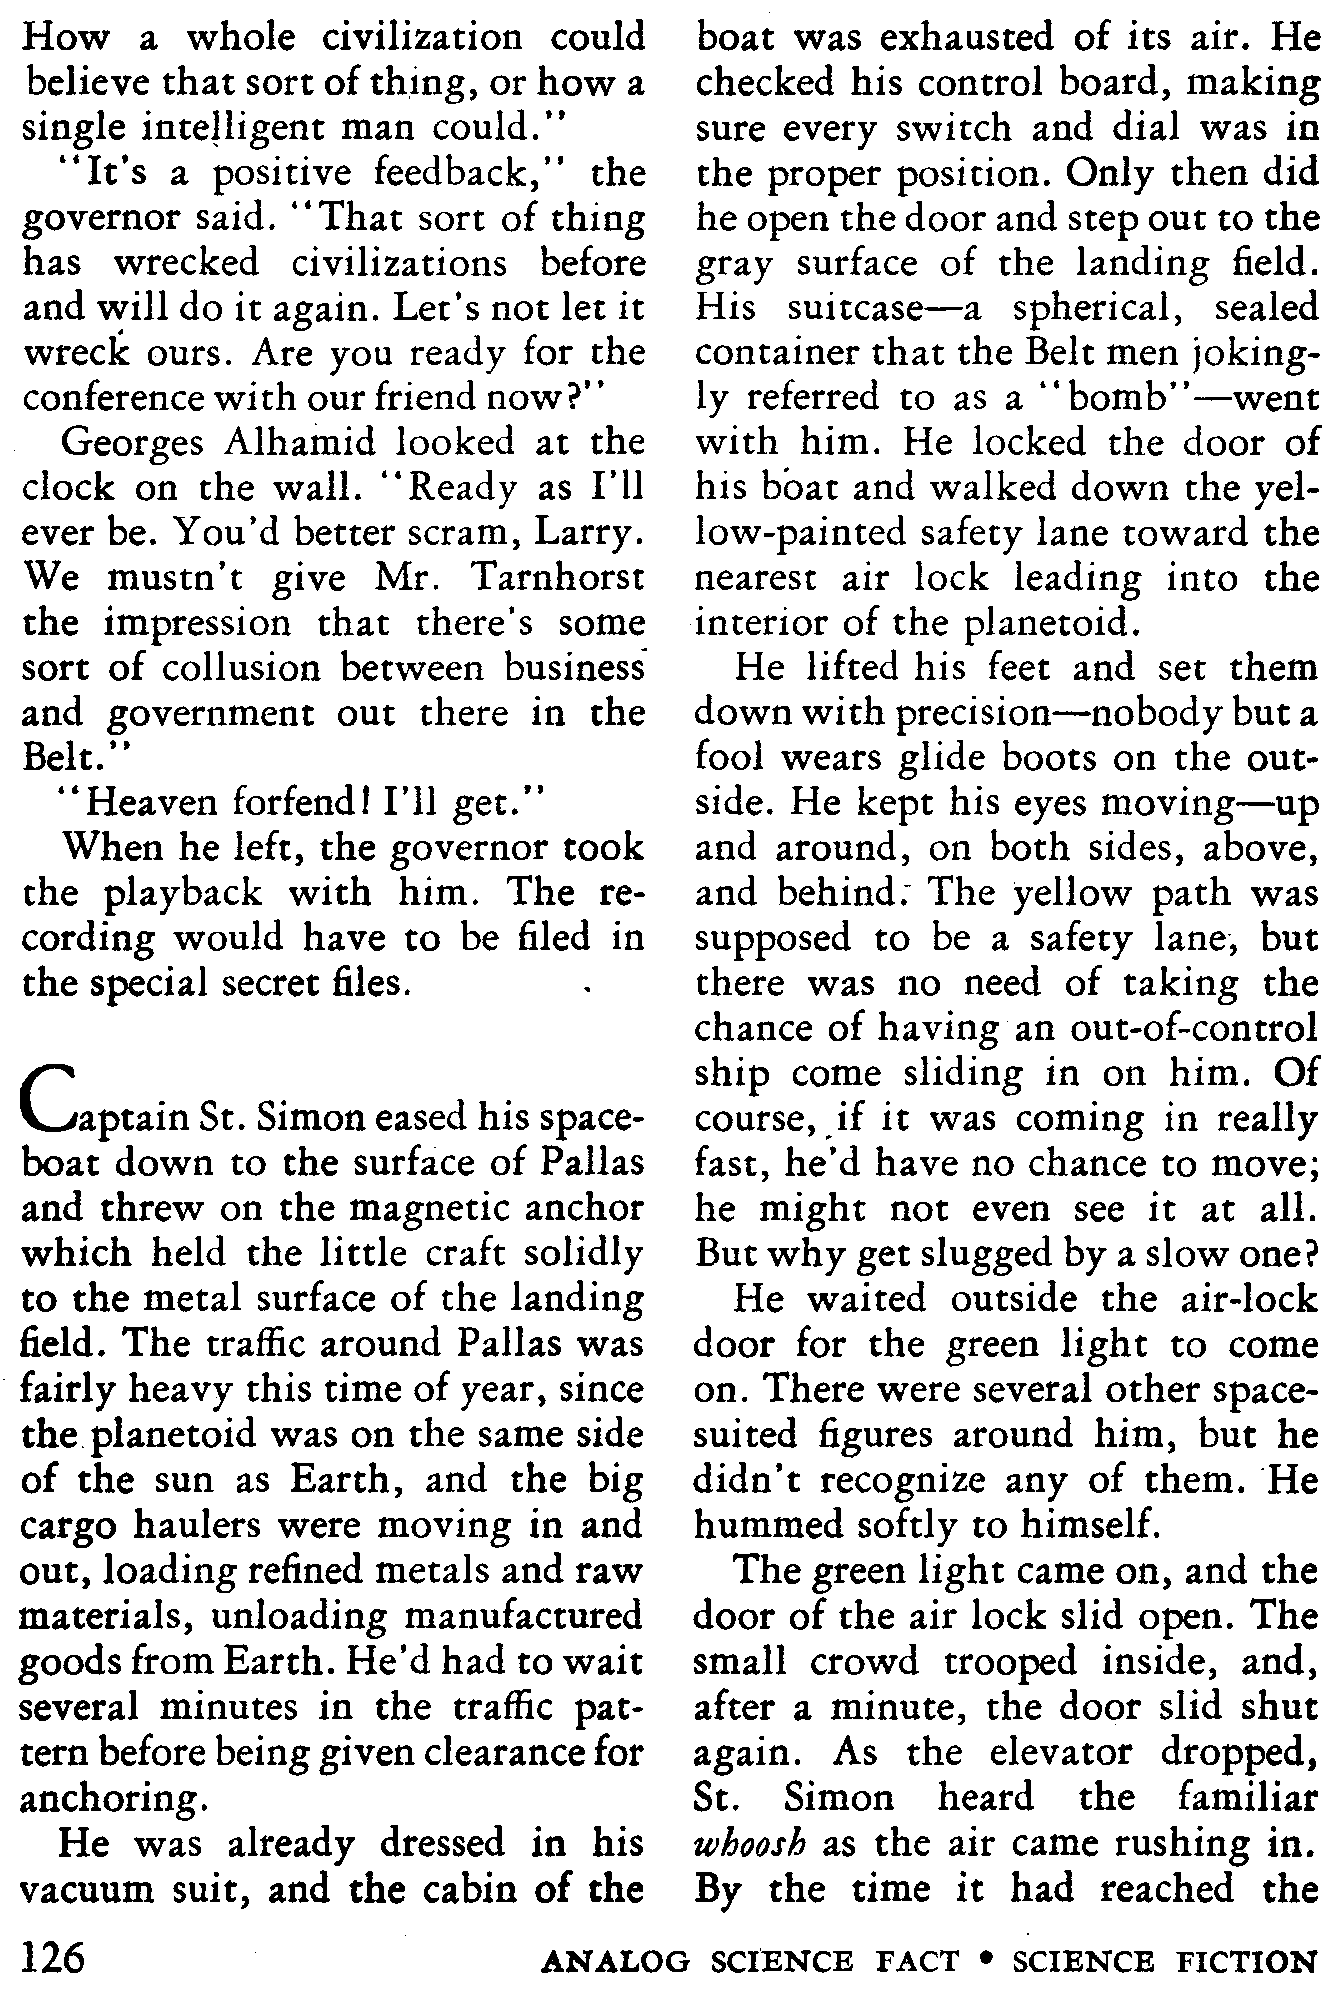 How a whole civilization could
believe that sort of thing, or how a
single intelligent man could."
"It's a positive feedback," the
governor said. "That sort of thing
has wrecked civilizations before
and will do it again. Let's not let it
wreck ours. Are you ready for the
conference with our friend now?"
Georges Alhamid looked at the
clock on the wall. "Ready as I'll
ever be. You'd better scram, Larry.
We mustn't give Mr. Tarnhorst
the impression that there's some
sort of collusion between business
and government out there in the
Belt."
"Heaven forfend! I'll get."
When he left, the governor took
the playback with him. The re-
cording would have to be filed in
the special secret files.
Captain St. Simon eased his space-
boat down to the surface of Pallas
and threw on the magnetic anchor
which held the little craft solidly
to the metal surface of the landing
field. The traffic around Pallas was
fairly heavy this time of year, since
the planetoid was on the same side
of the sun as Earth, and the big
cargo haulers were moving in and
out, loading refined metals and raw
materials, unloading manufactured
goods from Earth. He'd had to wait
several minutes in the traffic pat-
tern before being given clearance for
anchoring.
He was already dressed in his
vacuum suit, and the cabin of the
boat was exhausted of its air. He
checked his control board, making
sure every switch and dial was in
the proper position. Only then did
he open the door and step out to the
gray surface of the landing field.
His suitcase—a spherical, sealed
container that the Belt men joking-
ly referred to as a "bomb"—went
with him. He locked the door of
his boat and walked down the yel-
low-painted safety lane toward the
nearest air lock leading into the
interior of the planetoid.
He lifted his feet and set them
down with precision—nobody but a
fool wears glide boots on the out-
side. He kept his eyes moving—up
and around, on both sides, above,
and behind. The yellow path was
supposed to be a safety lane, but
there was no need of taking the
chance of having an out-of-control
ship come sliding in on him. Of
course, if it was coming in really
fast, he'd have no chance to move;
he might not even see it at all.
But why get slugged by a slow one?
He waited outside the air-lock
door for the green light to come
on. There were several other space-
suited figures around him, but he
didn't recognize any of them. He
hummed softly to himself.
The green light came on, and the
door of the air lock slid open. The
small crowd trooped inside, and,
after a minute, the door slid shut
again. As the elevator dropped,
St. Simon heard the familiar
whoosh as the air came rushing in.
By the time it had reached the
126
ANALOG SCIENCE FACT • SCIENCE FICTION